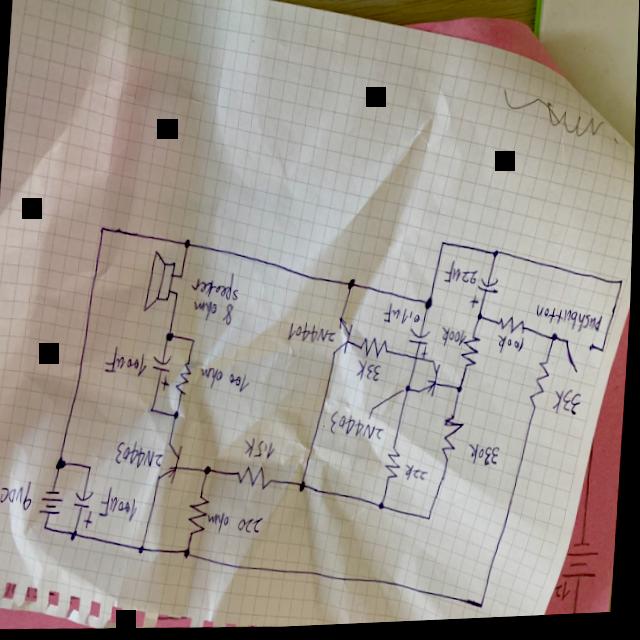 220 ohm
100uF
9VDC
22k
330k
15k
2N4403
33k
2N4403
100 ohm
100uF
33k
100k
100k
pushbutton
2N4401
0.1uF
8 ohm
speaker
22uF